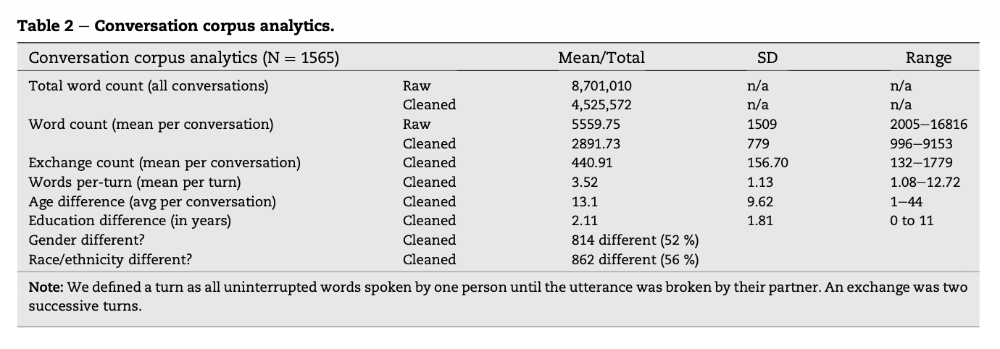 Table 2 – Conversation corpus analytics.
Conversation corpus analytics (N = 1565) Mean/Total SD Range
Total word count (all conversations) Raw 8,701,010 n/a n/a
Cleaned 4,525,572 n/a n/a
Word count (mean per conversation) Raw 5559.75 1509 2005–16816
Cleaned 2891.73 779 996–9153
Exchange count (mean per conversation) Cleaned 440.91 156.70 132–1779
Words per-turn (mean per turn) Cleaned 3.52 1.13 1.08–12.72
Age difference (avg per conversation) Cleaned 13.1 9.62 1–44
Education difference (in years) Cleaned 2.11 1.81 0 to 11
Gender different? Cleaned 814 different (52 %)
Race/ethnicity different? Cleaned 862 different (56 %)
Note: We defined a turn as all uninterrupted words spoken by one person until the utterance was broken by their partner. An exchange was two
successive turns.